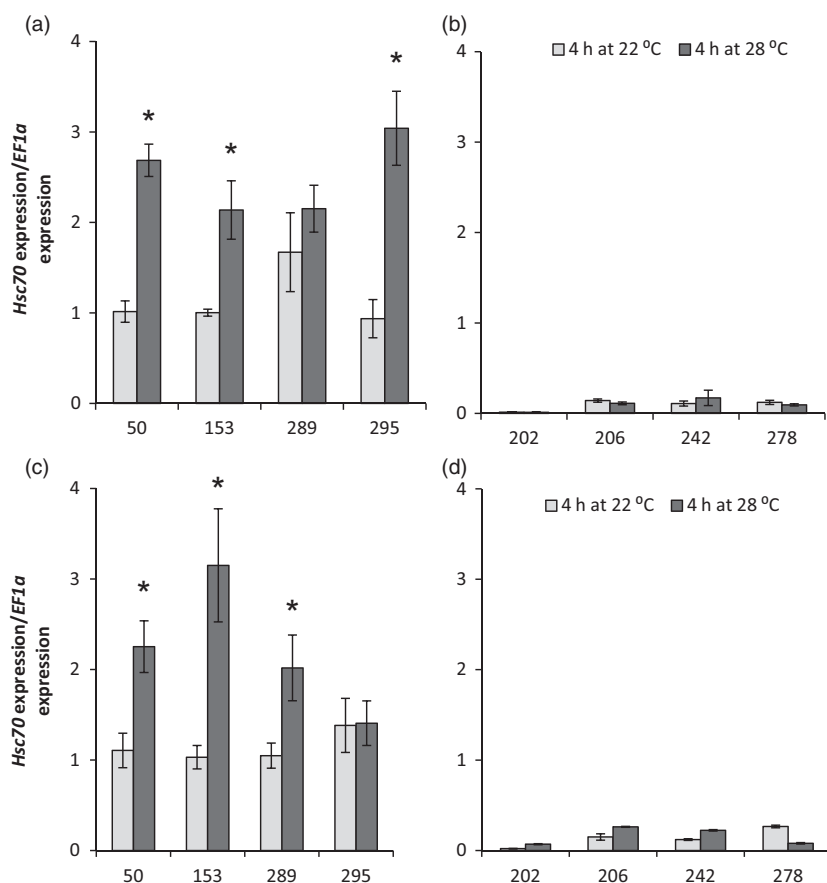 (a)
4
3
2
1
0
Hsc70 expression/EF1a
expression
*
*
*
50 153 289 295
(b)
4 h at 22 °C 4 h at 28 °C
4
3
2
1
0
202 206 242 278
(c)
4
3
2
1
0
Hsc70 expression/EF1a
expression
*
*
*
50 153 289 295
(d)
4 h at 22 °C 4 h at 28 °C
4
3
2
1
0
202 206 242 278